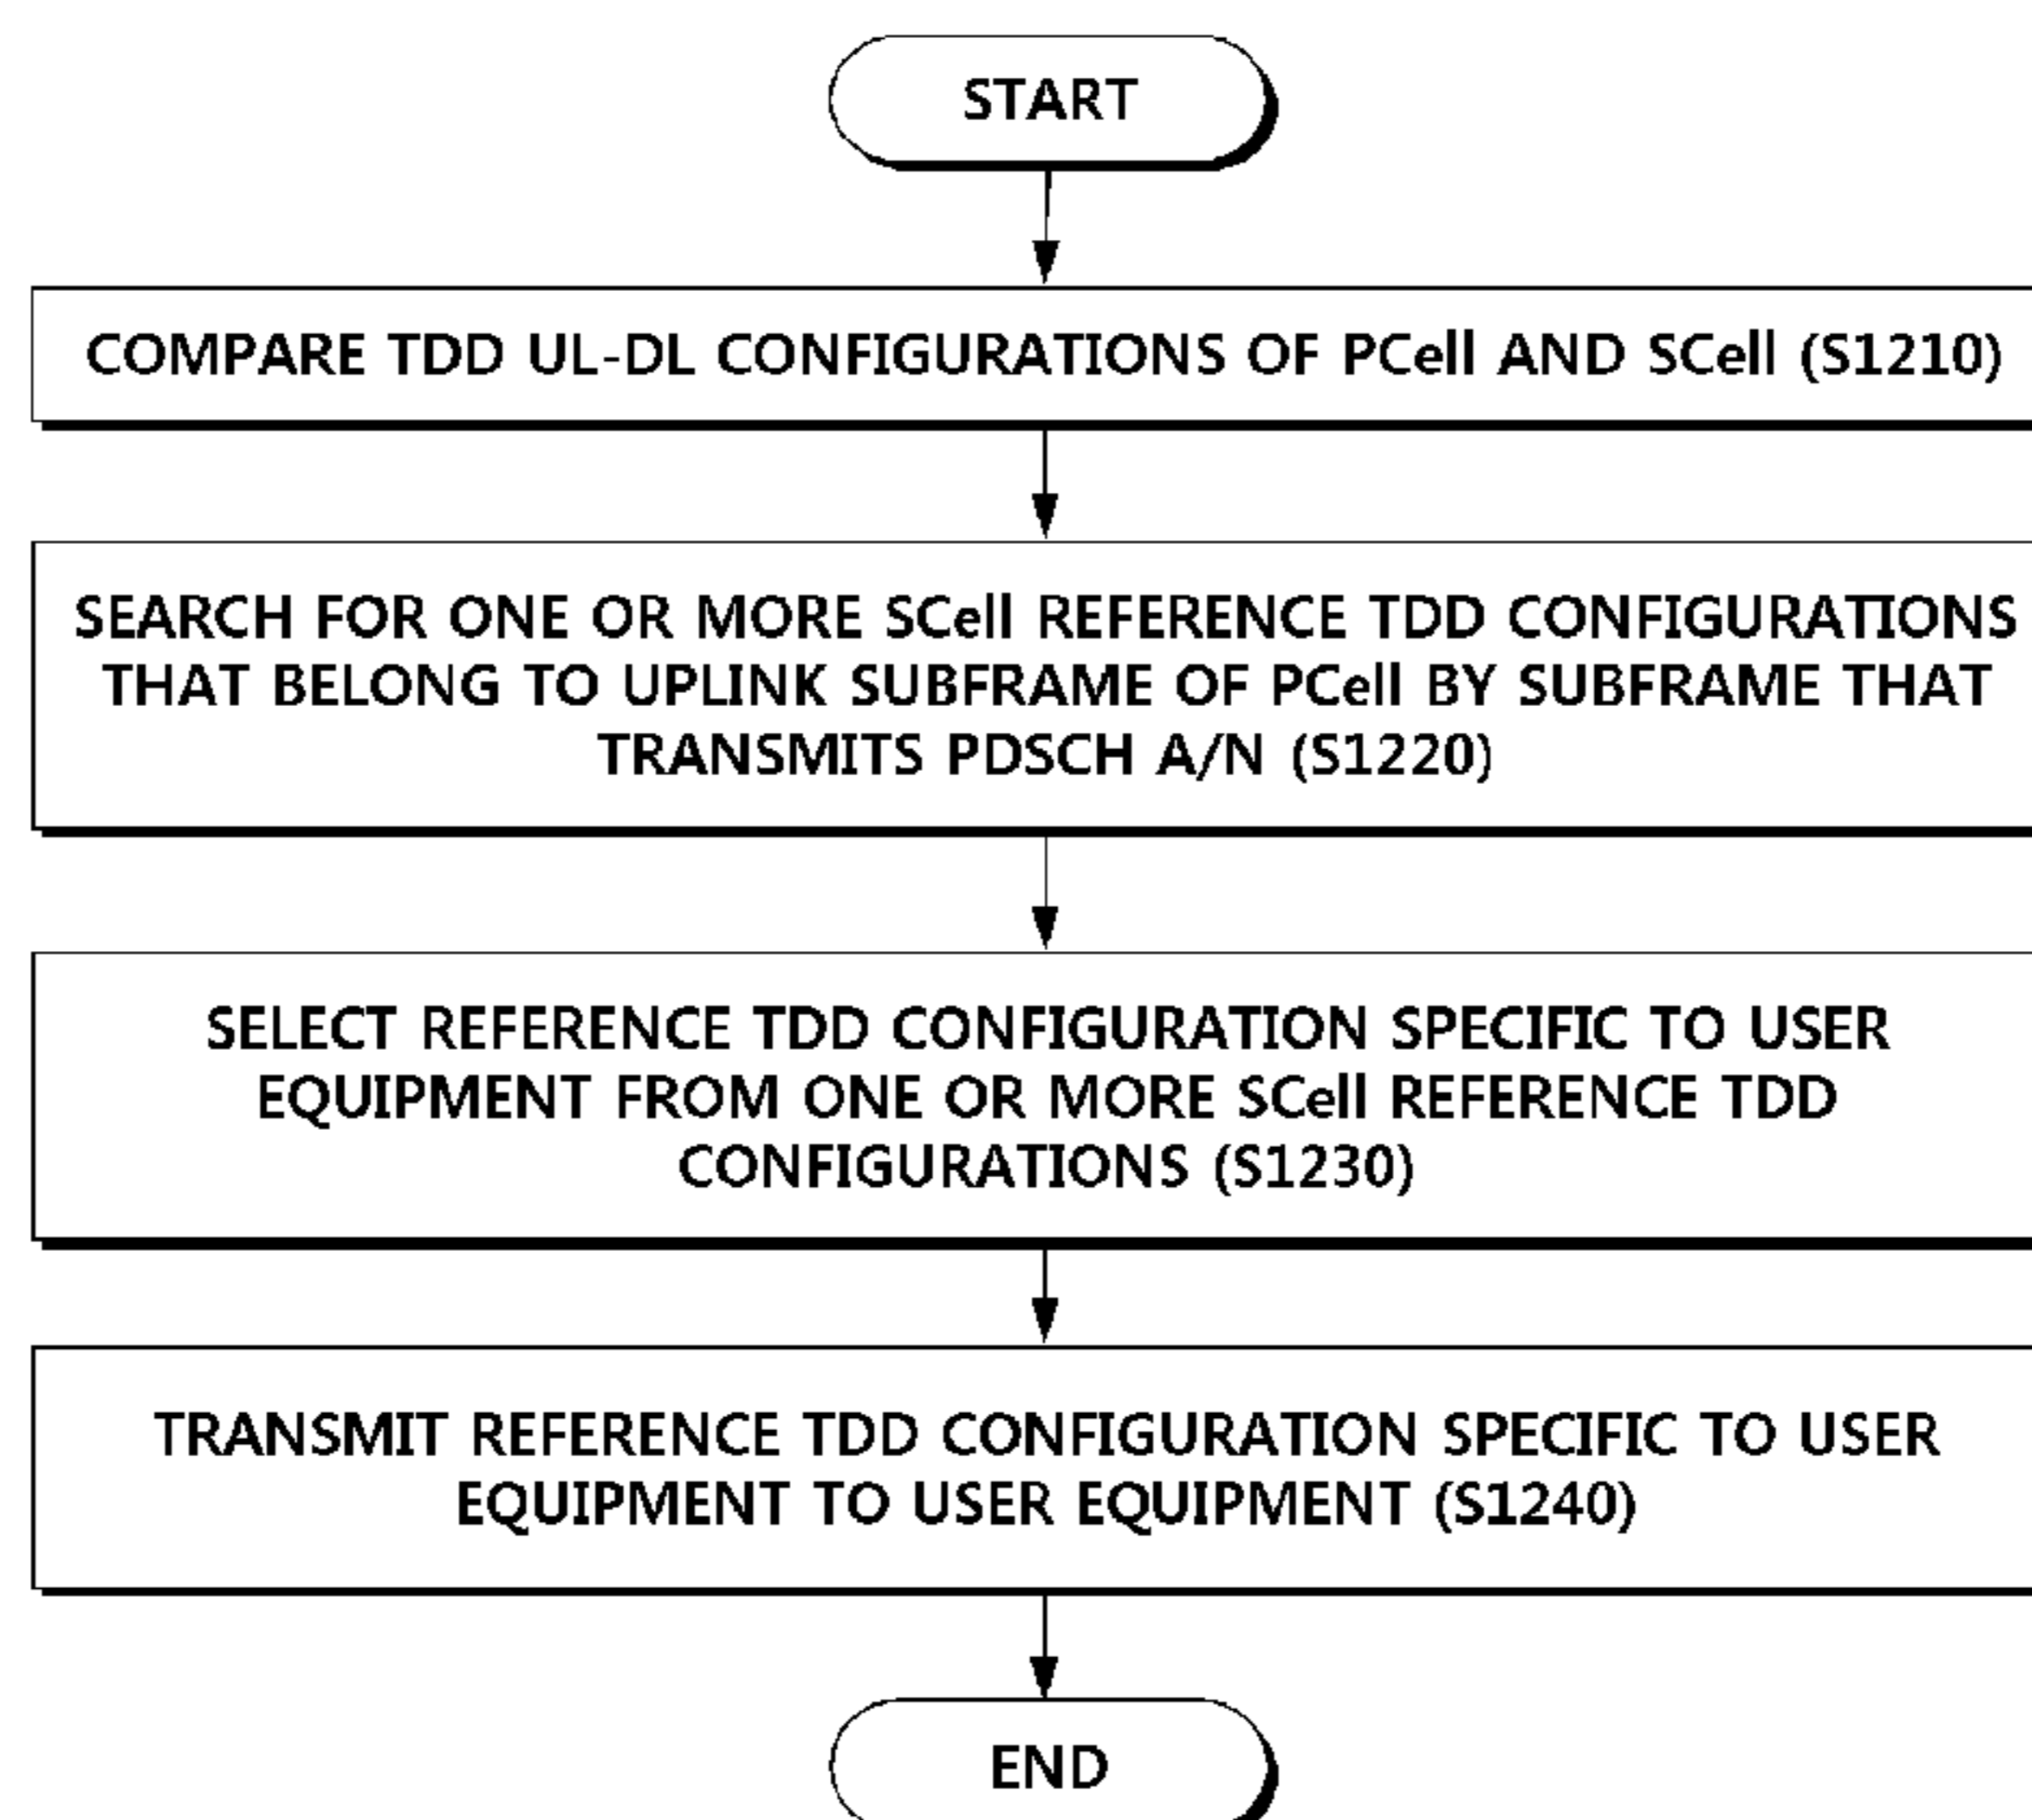 START
COMPARE TDD UL-DL CONFIGURATIONS OF PCell AND SCell (S1210)
SEARCH FOR ONE OR MORE SCell REFERENCE TDD CONFIGURATIONS
THAT BELONG TO UPLINK SUBFRAME OF PCell BY SUBFRAME THAT
TRANSMITS PDSCH A/N (S1220)
SELECT REFERENCE TDD CONFIGURATION SPECIFIC TO USER
EQUIPMENT FROM ONE OR MORE SCell REFERENCE TDD
CONFIGURATIONS (S1230)
TRANSMIT REFERENCE TDD CONFIGURATION SPECIFIC TO USER
EQUIPMENT TO USER EQUIPMENT (S1240)
END